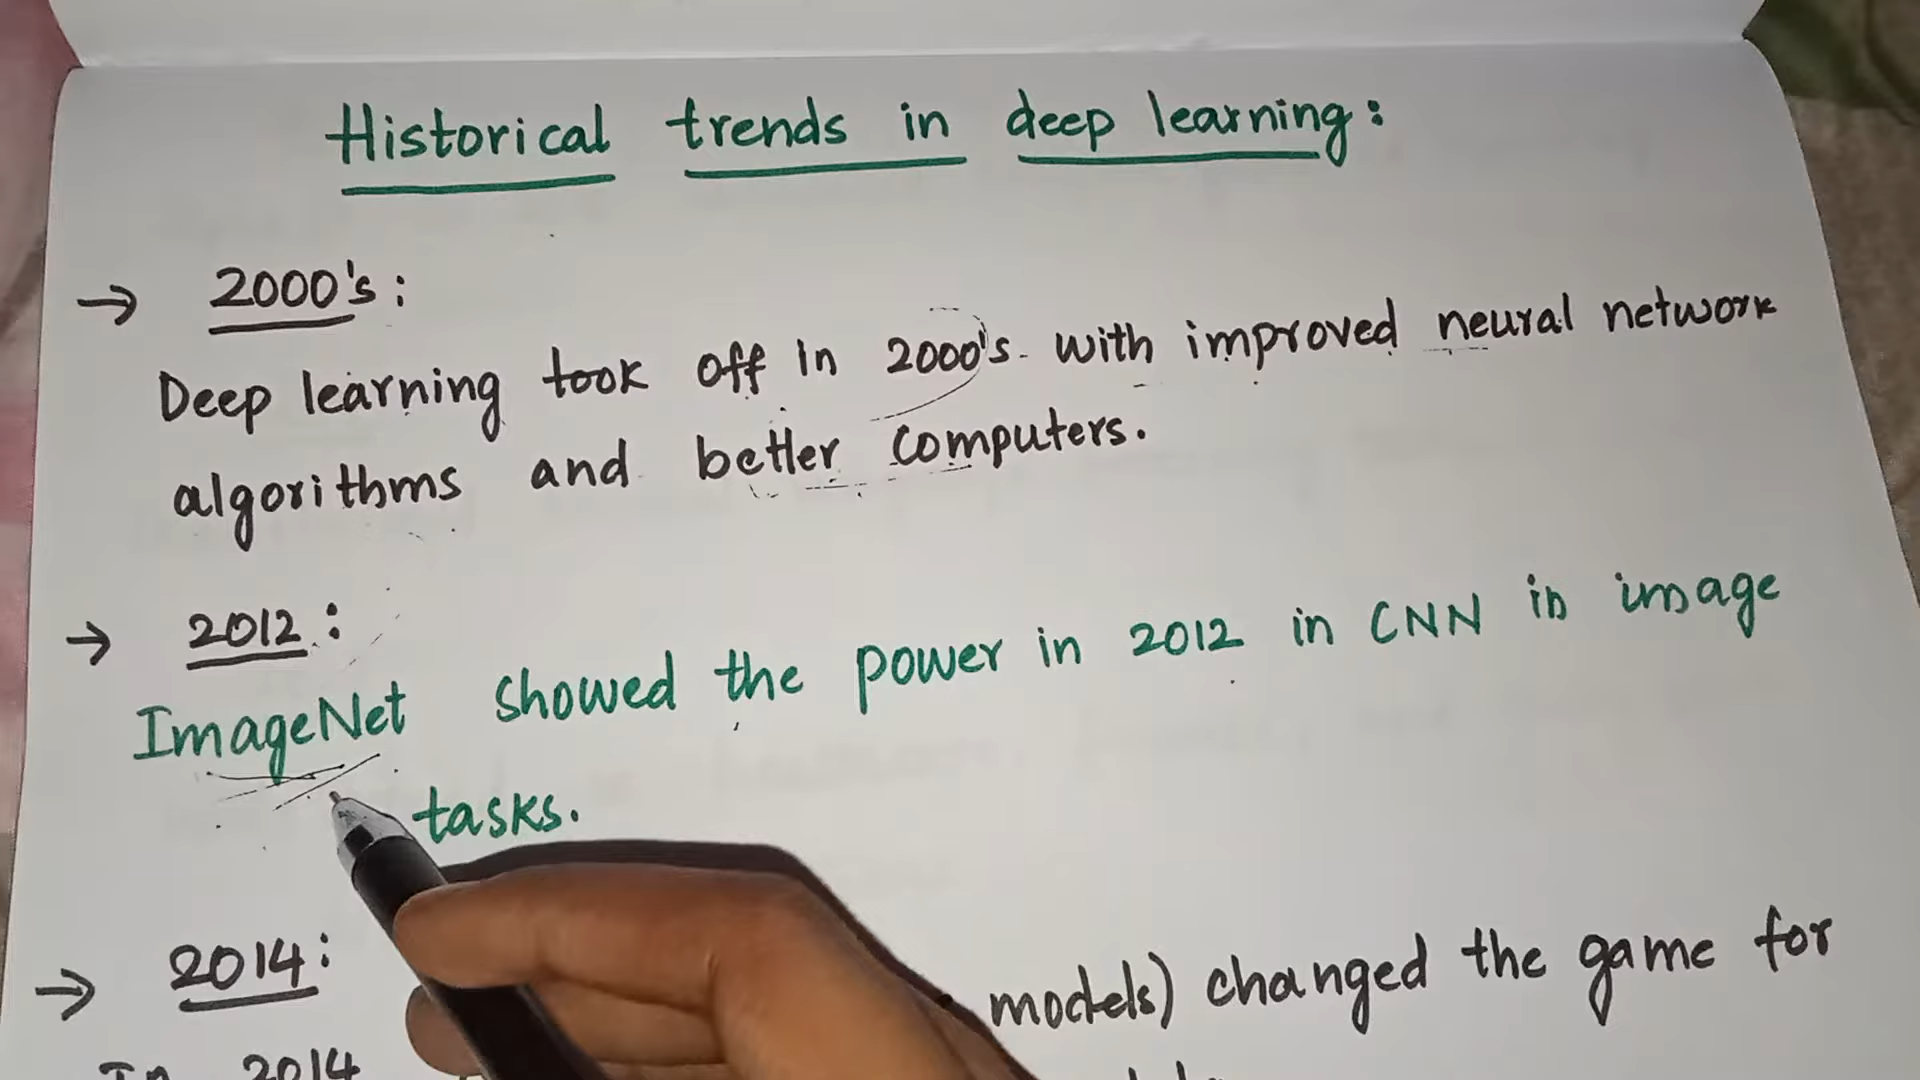 Historical trends in deep learning:
→ 2000's:
Deep learning took off in 2000's with improved neural network
algorithms and better computers.
→ 2012:
ImageNet showed the power in 2012 in CNN in image
tasks.
→ 2014:
models) changed the game for
In 2014